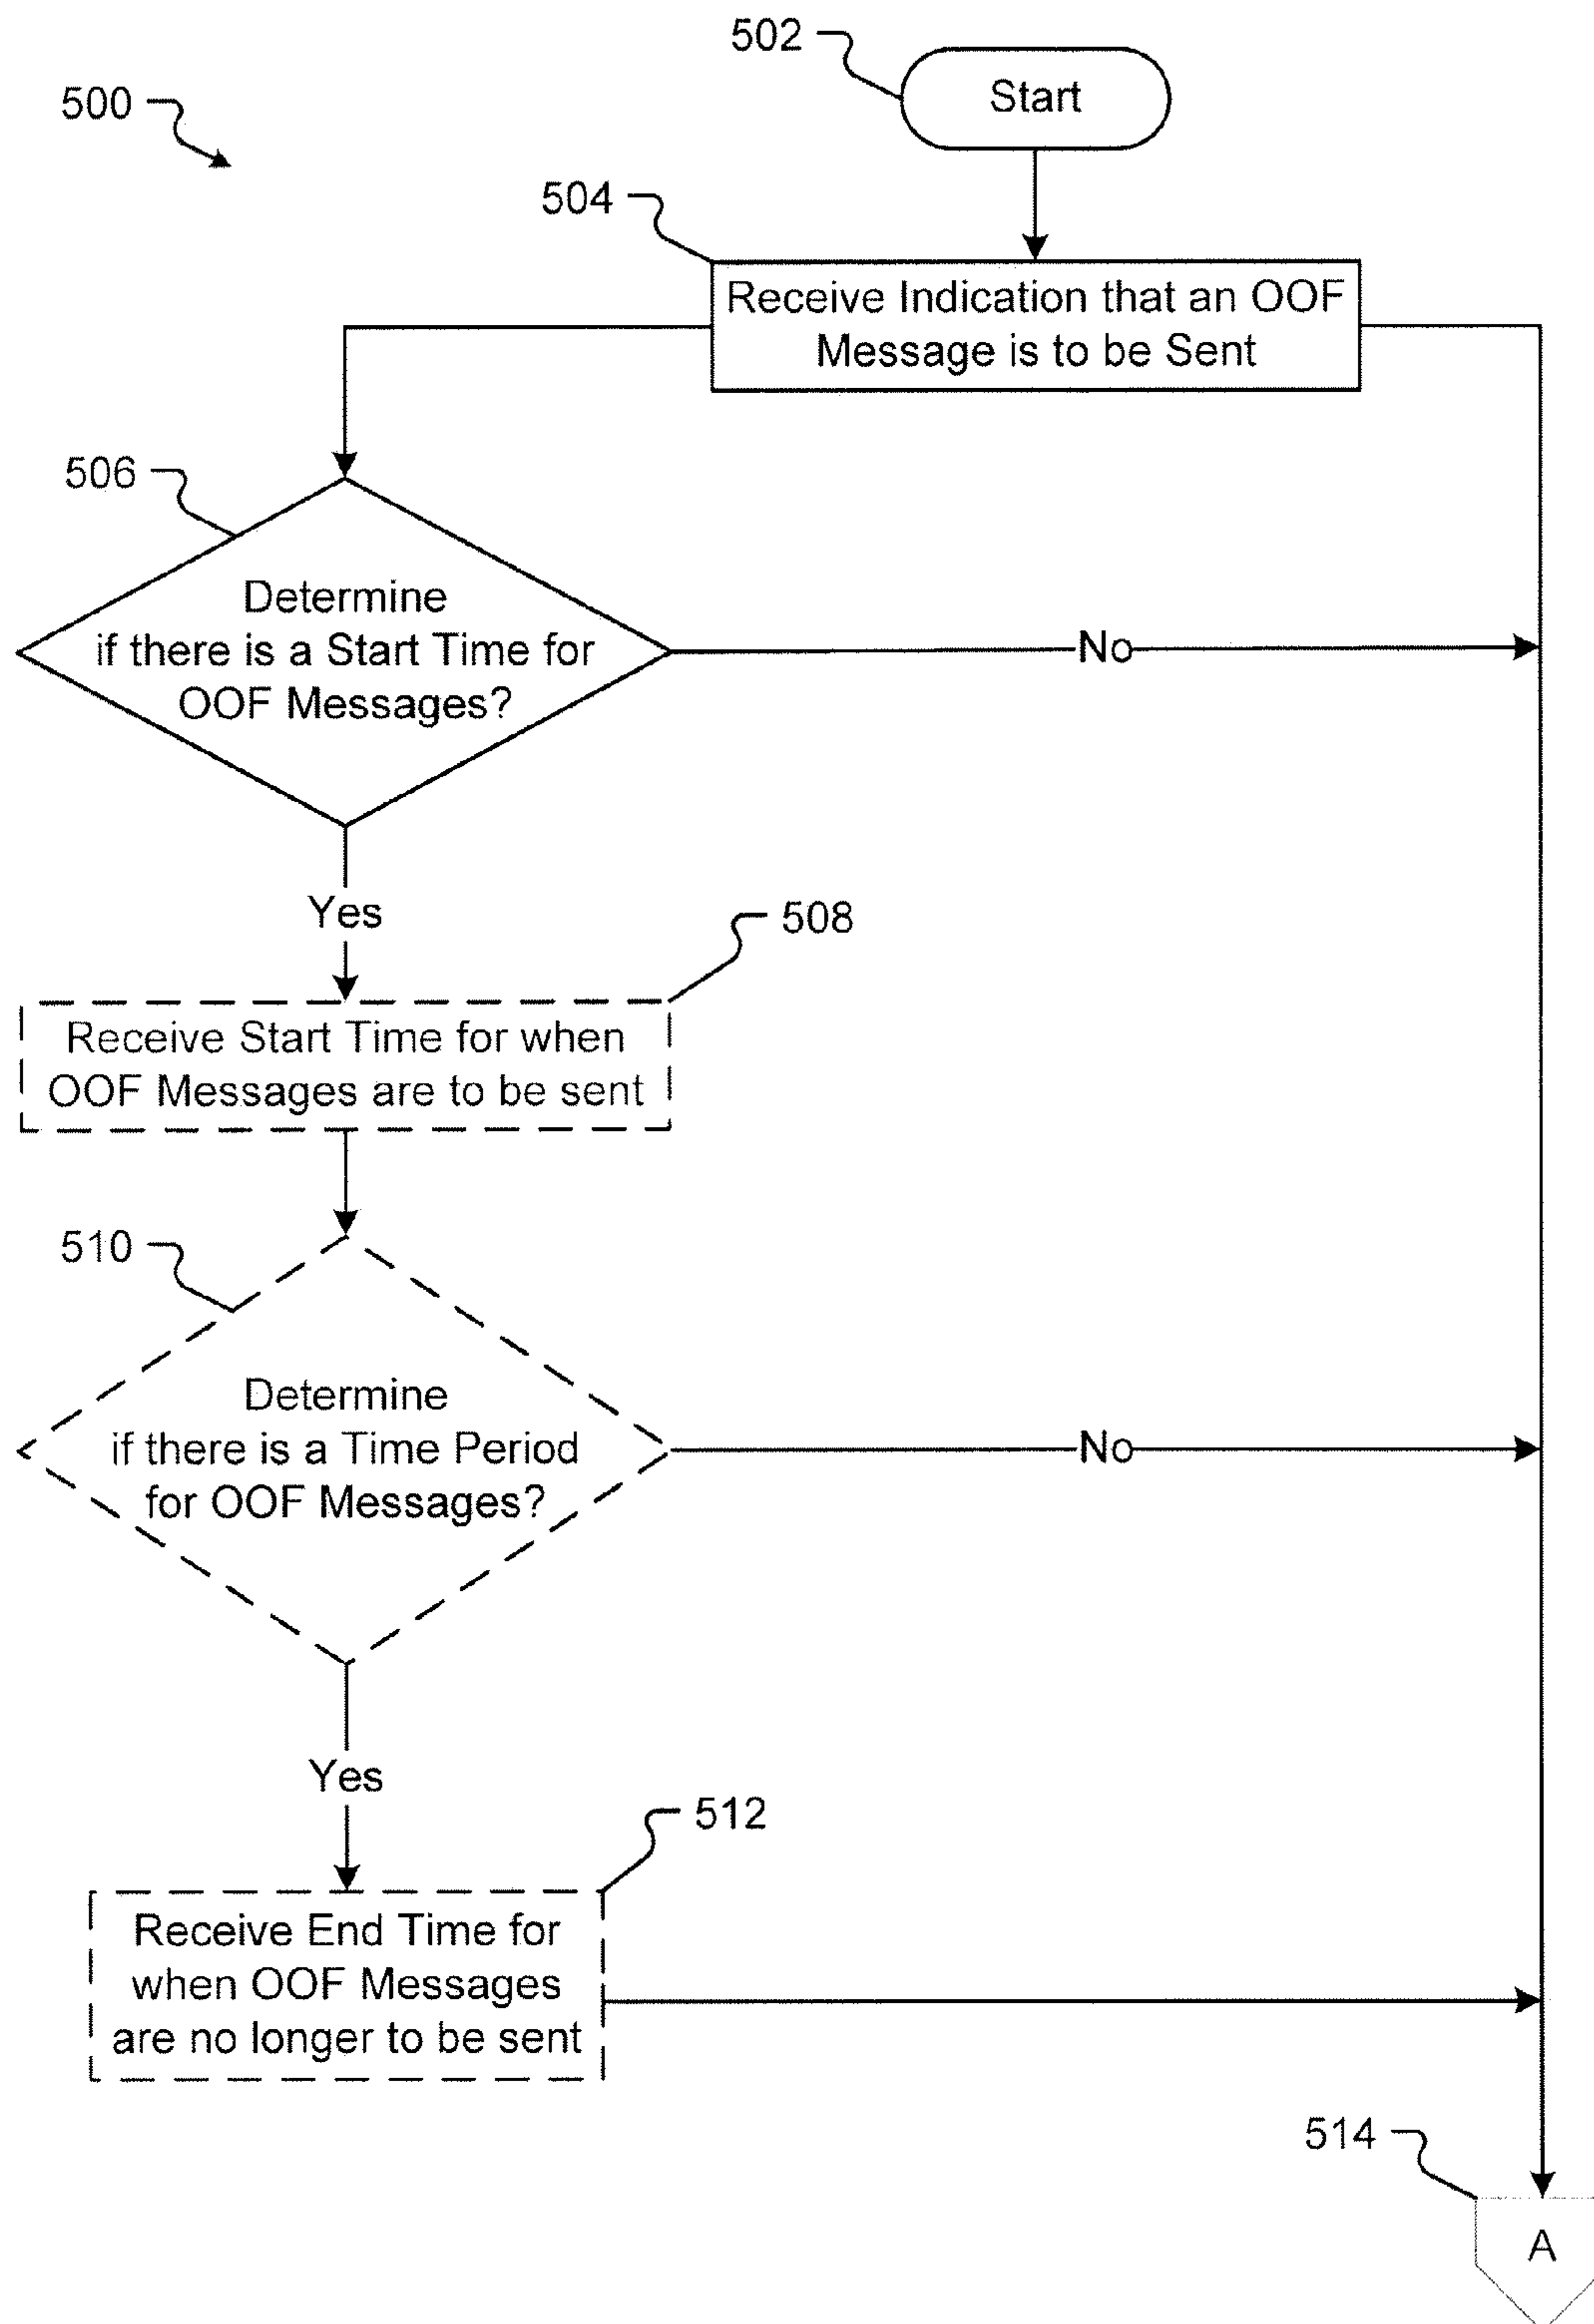 502
Start
500
504
Receive Indication that an OOF
Message is to be Sent
506
Determine
if there is a Start Time for
OOF Messages?
No
Yes
508
Receive Start Time for when
OOF Messages are to be sent
510
Determine
if there is a Time Period
for OOF Messages?
No
Yes
512
Receive End Time for
when OOF Messages
are no longer to be sent
514
A